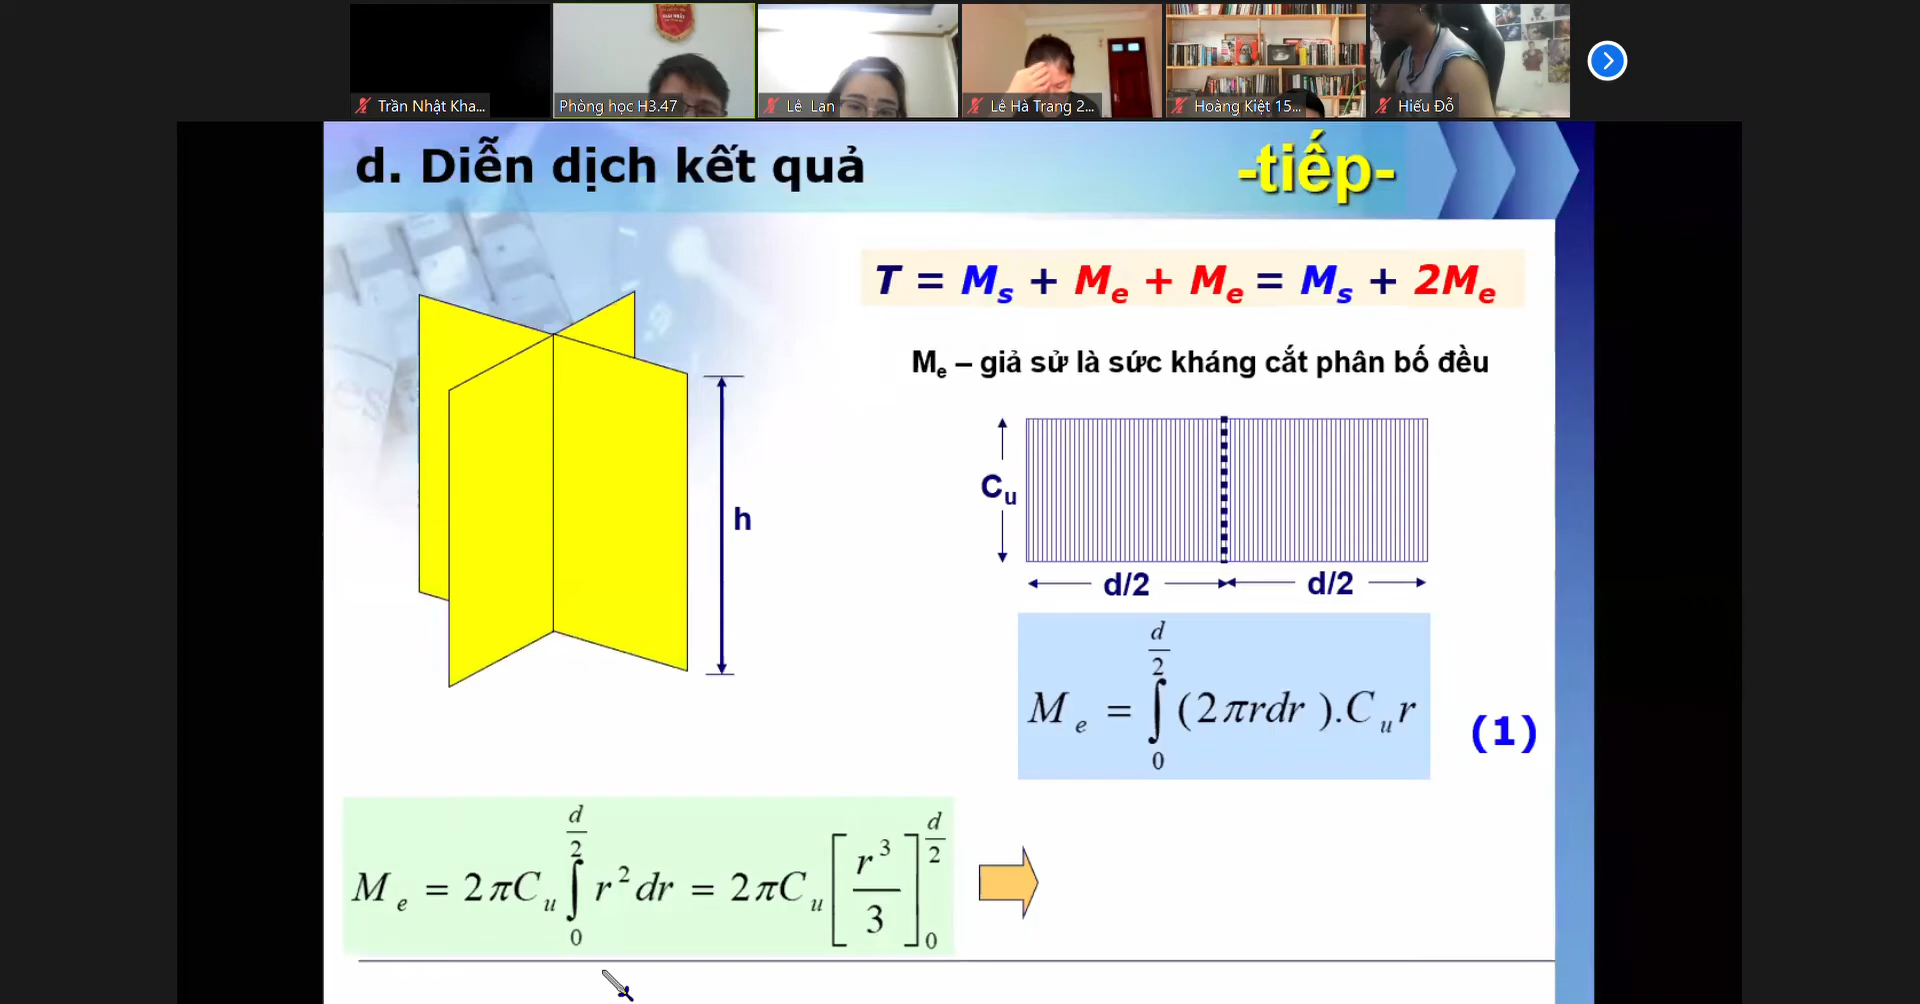 Trần Nhật Kha...
Phòng học H3.47
Lê Lan
Lê Hà Trang 2...
Hoàng Kiệt 15...
Hiếu Đỗ
d. Diễn dịch kết quả
-tiếp-
T = Mₛ + Mₑ + Mₑ = Mₛ + 2Mₑ
Mₑ – giả sử là sức kháng cắt phân bố đều
h
Cᵤ
d/2 d/2
Mₑ = ∫₀^(d/2) (2πrdr).Cᵤr
(1)
Mₑ = 2πCᵤ ∫₀^(d/2) r²dr = 2πCᵤ [r³/3]₀^(d/2)